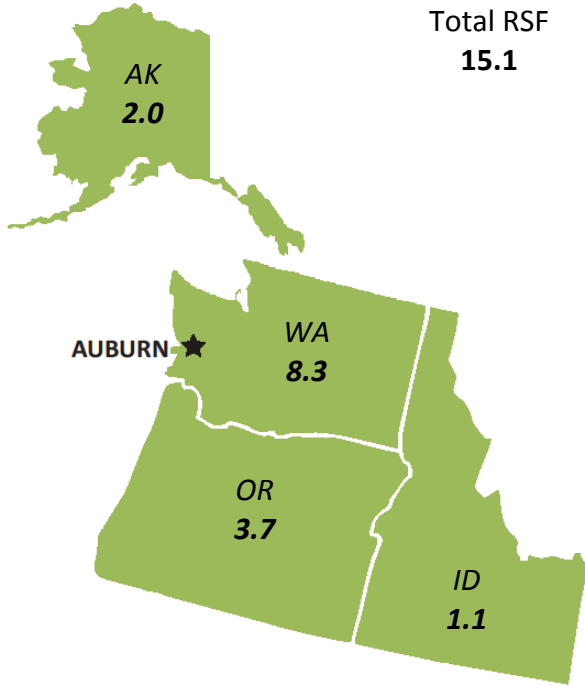 Total RSF
15.1
AK
2.0
AUBURN
WA
8.3
OR
3.7
ID
1.1